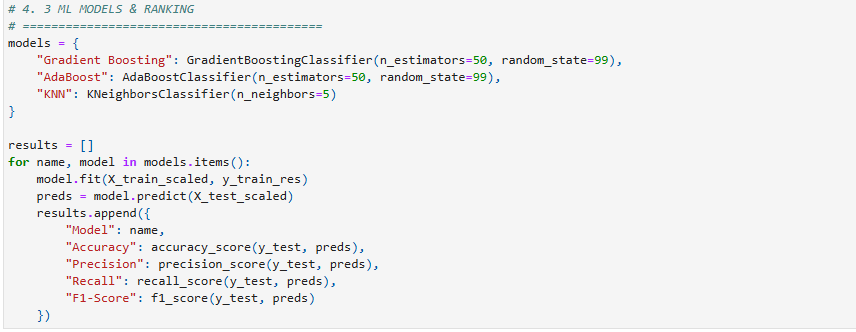 # 4. 3 ML MODELS & RANKING
# ==========================================
models = {
    "Gradient Boosting": GradientBoostingClassifier(n_estimators=50, random_state=99),
    "AdaBoost": AdaBoostClassifier(n_estimators=50, random_state=99),
    "KNN": KNeighborsClassifier(n_neighbors=5)
}

results = []
for name, model in models.items():
    model.fit(X_train_scaled, y_train_res)
    preds = model.predict(X_test_scaled)
    results.append({
        "Model": name,
        "Accuracy": accuracy_score(y_test, preds),
        "Precision": precision_score(y_test, preds),
        "Recall": recall_score(y_test, preds),
        "F1-Score": f1_score(y_test, preds)
    })